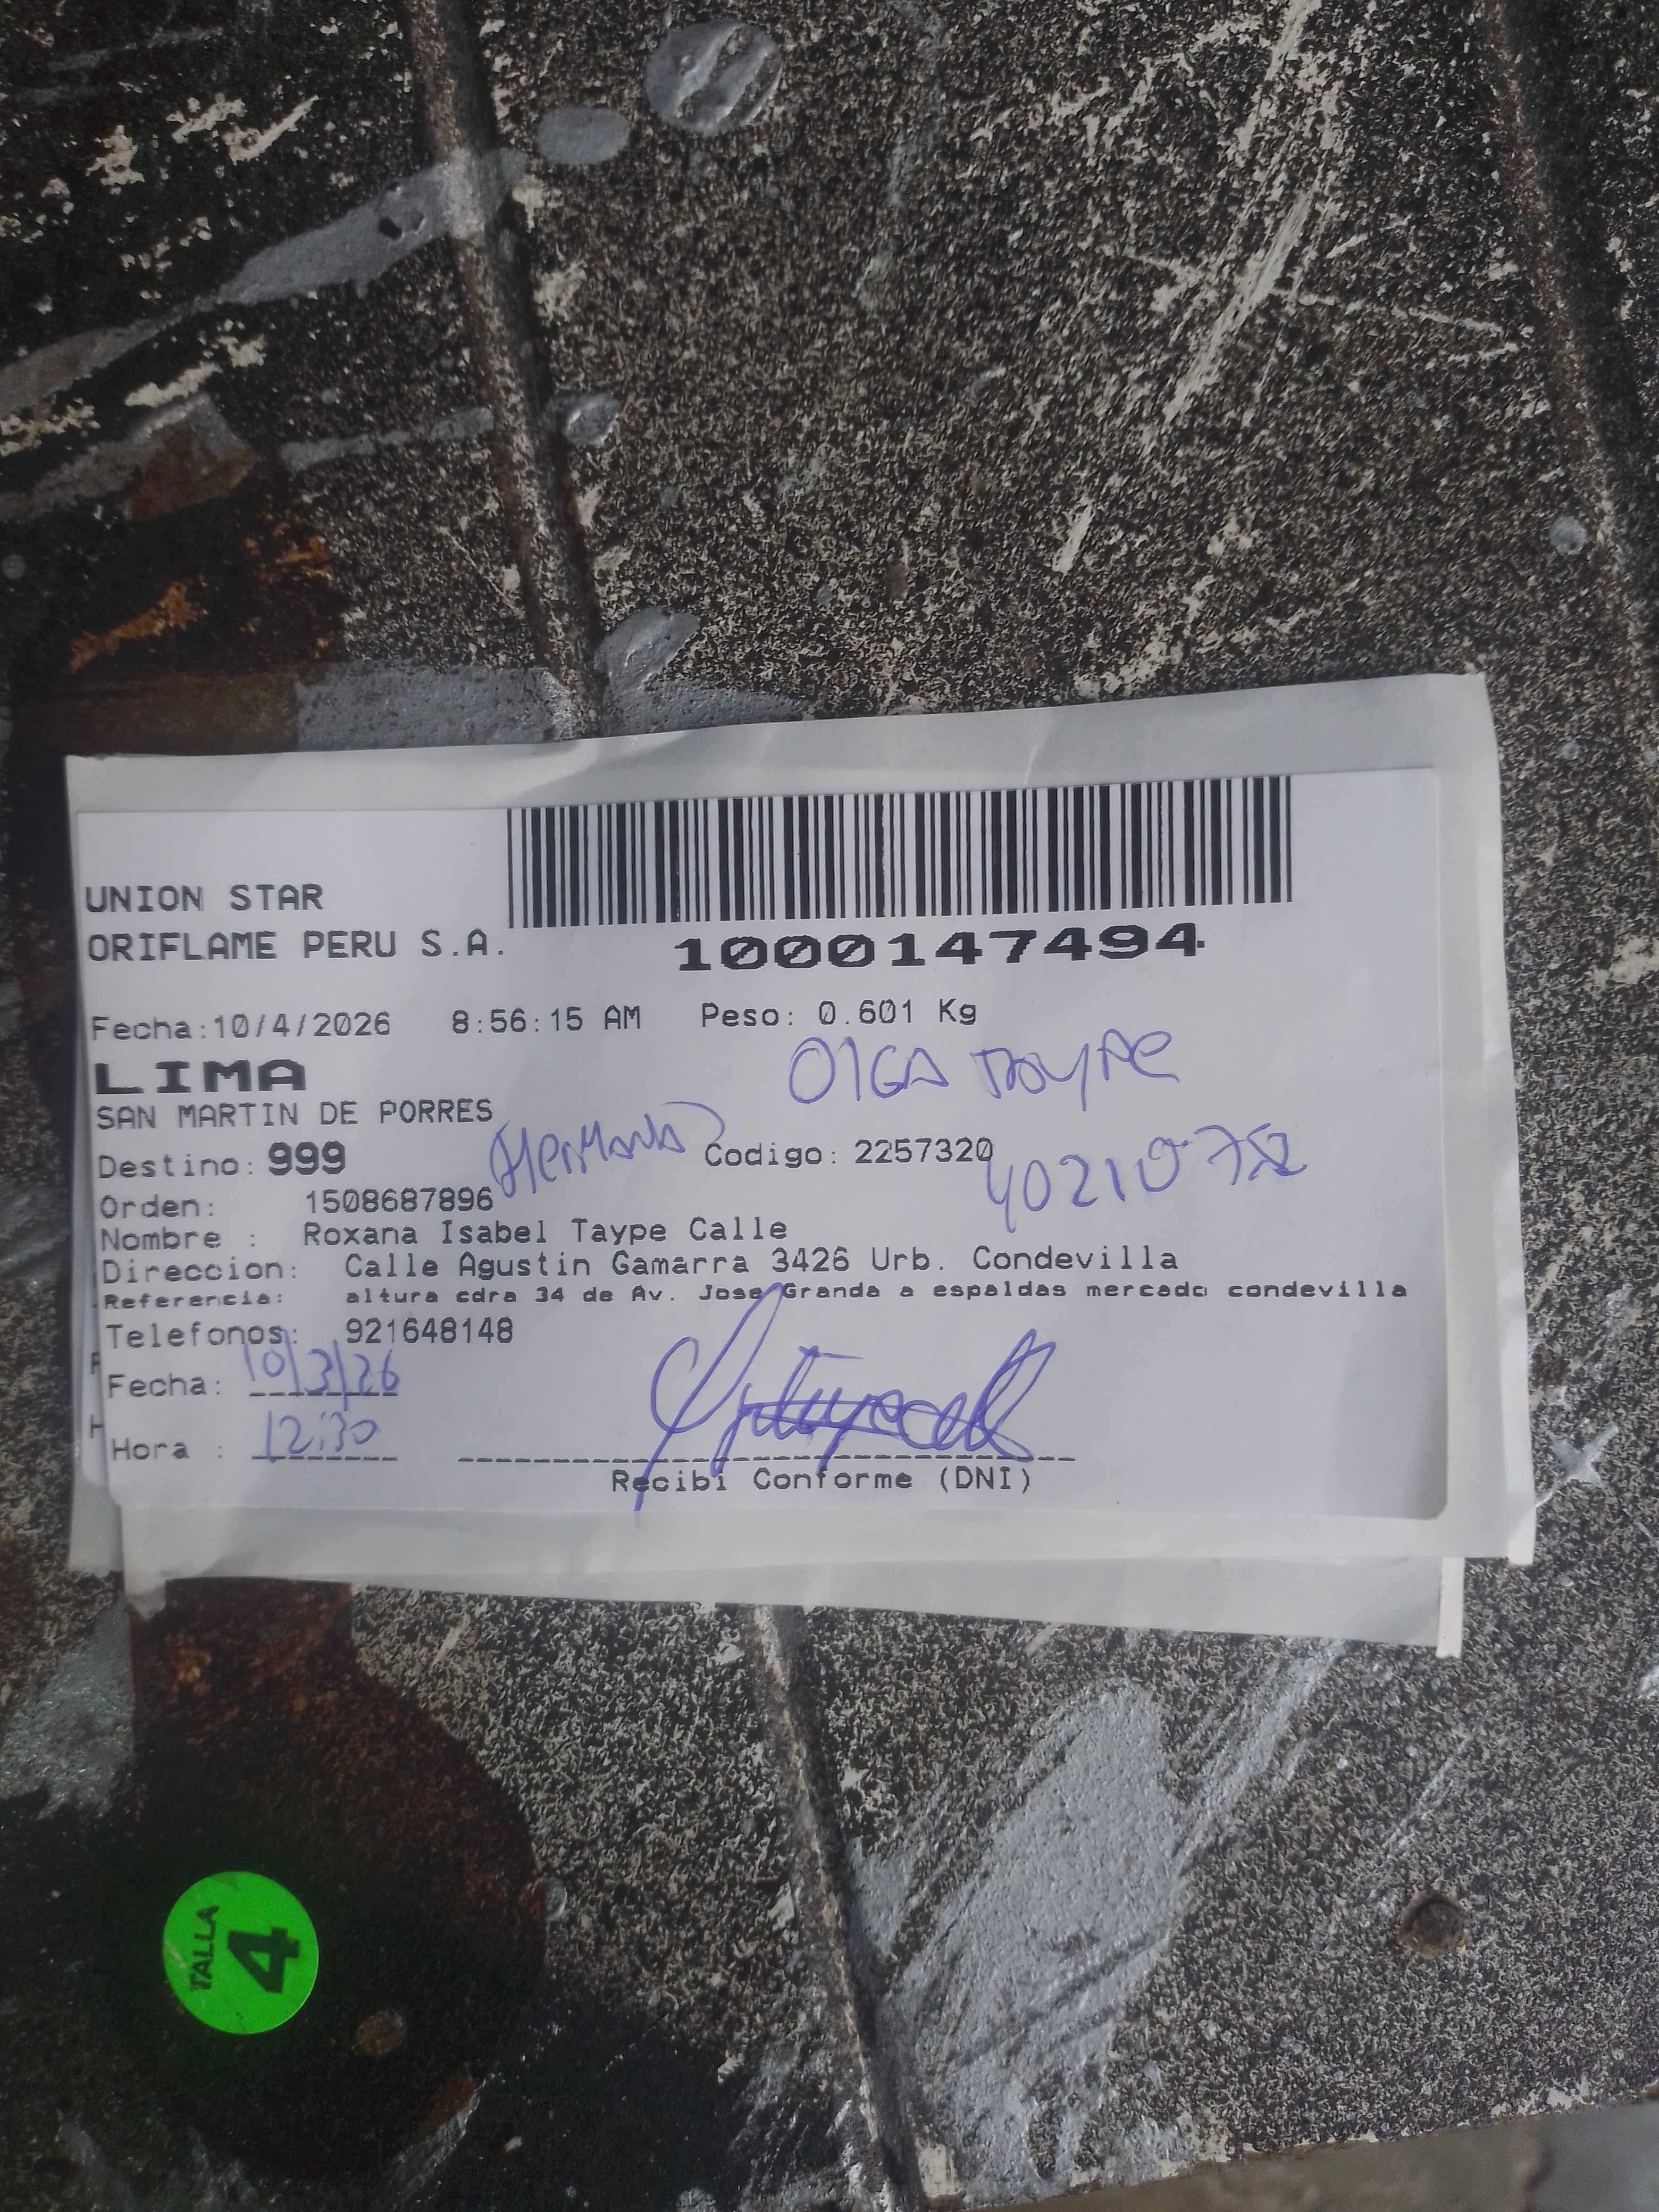 UNION STAR
ORIFLAME PERU S.A.
1000147494
Fecha:10/4/2026 8:56:15 AM Peso: 0.601 Kg
LIMA
OlGA TAYPE
SAN MARTIN DE PORRES
(Hermana)
Destino: 999 Codigo: 2257320
Orden: 1508687896
Nombre : Roxana Isabel Taype Calle
Direccion: Calle Agustin Gamarra 3426 Urb. Condevilla
Referencia: altura cdra 34 de Av. Jose Granda a espaldas mercado condevilla
Telefonos: 921648148
Fecha: 10/3/26
Hora : 12:30
Recibi Conforme (DNI)
TALLA
4